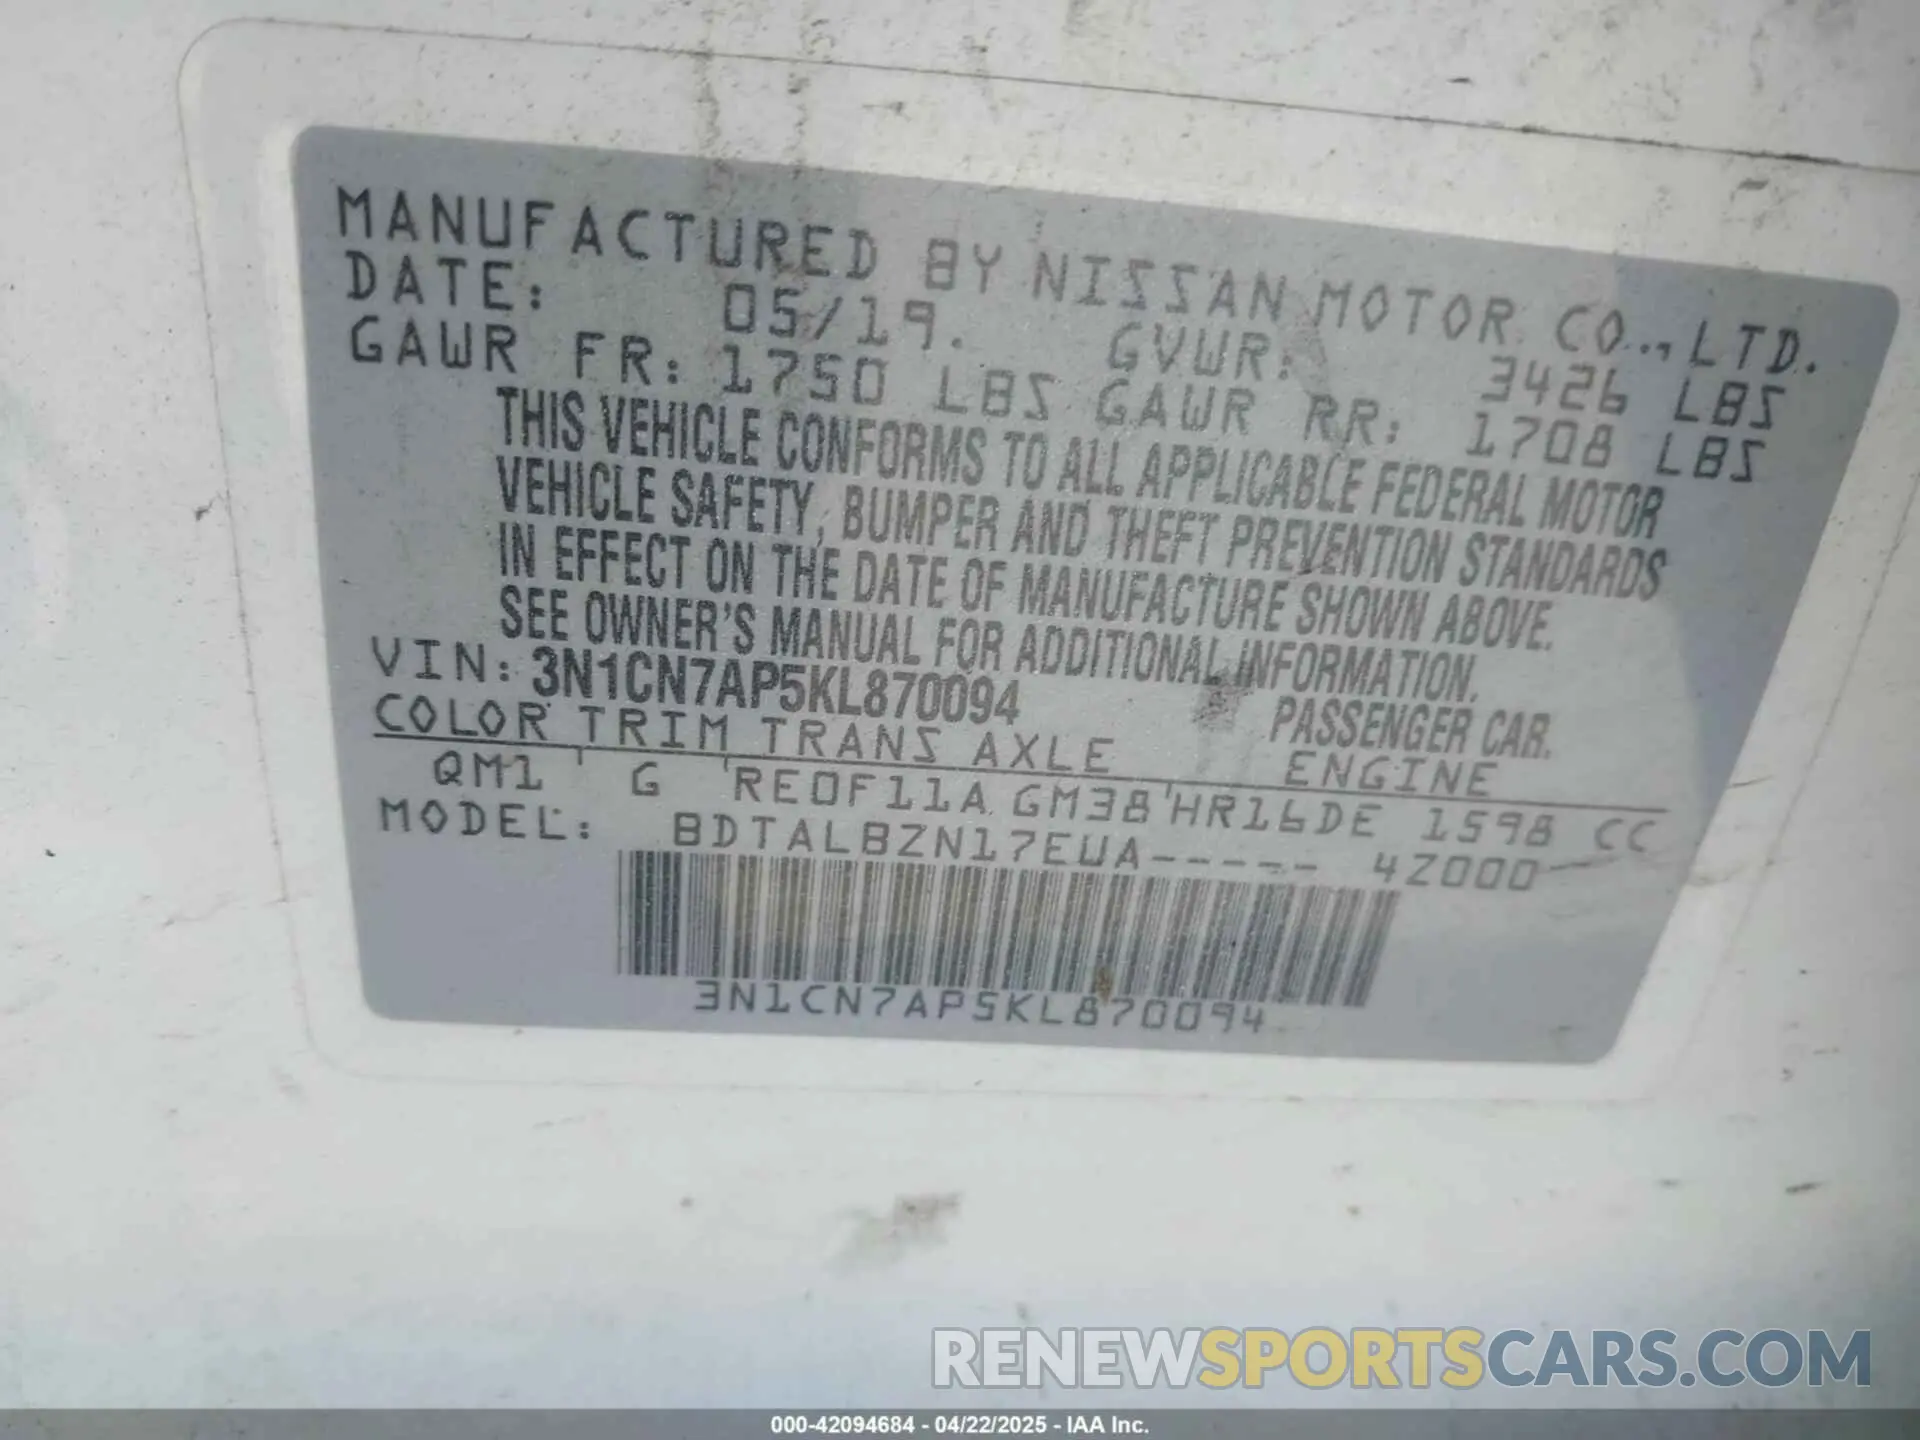 MANUFACTURED BY NISSAN MOTOR CO., LTD.
DATE: 05/19. GVWR: 3426 LBS
GAWR FR: 1750 LBS GAWR RR: 1708 LBS
THIS VEHICLE CONFORMS TO ALL APPLICABLE FEDERAL MOTOR
VEHICLE SAFETY, BUMPER AND THEFT PREVENTION STANDARDS
IN EFFECT ON THE DATE OF MANUFACTURE SHOWN ABOVE.
SEE OWNER'S MANUAL FOR ADDITIONAL INFORMATION.
VIN: 3N1CN7AP5KL870094 PASSENGER CAR.
COLOR TRIM TRANS AXLE ENGINE
QM1 G RE0F11A GM38 HR16DE 1598 CC
MODEL: BDTALBZN17EUA----- 4Z000
3N1CN7AP5KL870094
RENEWSPORTSCARS.COM
000-42094684 - 04/22/2025 - IAA Inc.